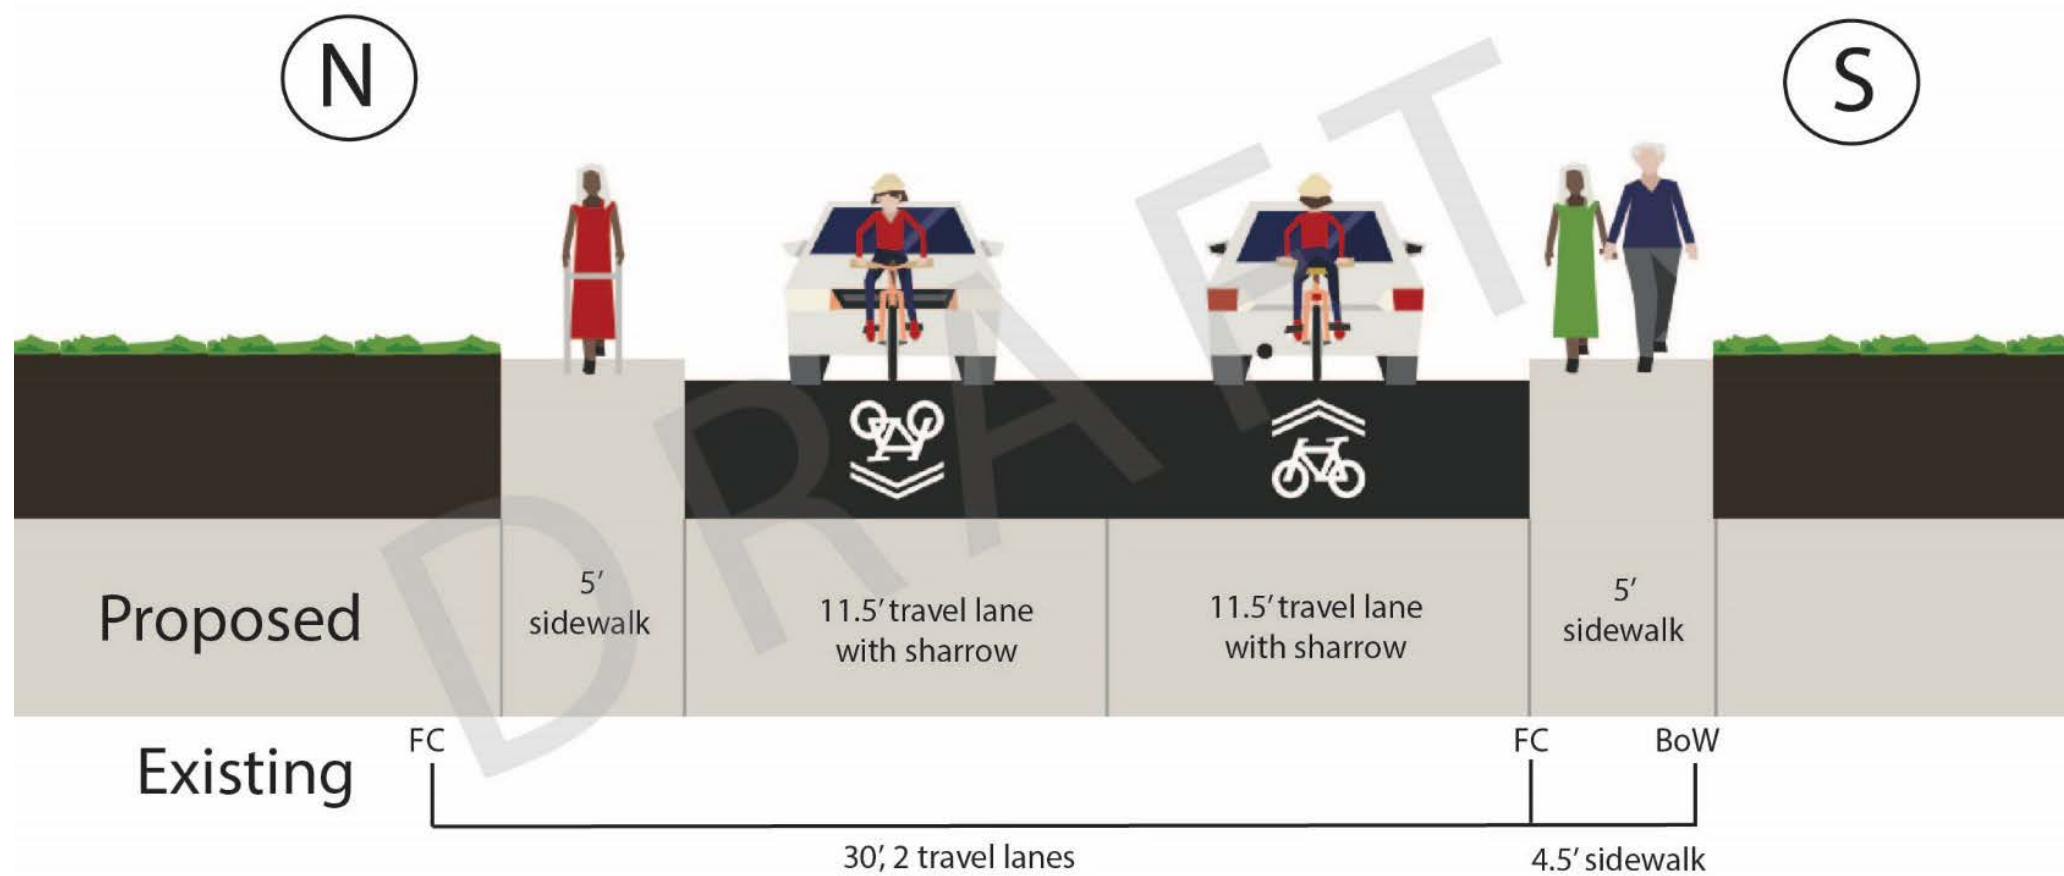 N
S
DRAFT
Proposed
5’
sidewalk
11.5’ travel lane
with sharrow
11.5’ travel lane
with sharrow
5’
sidewalk
Existing
FC
FC
BoW
30’, 2 travel lanes
4.5’ sidewalk